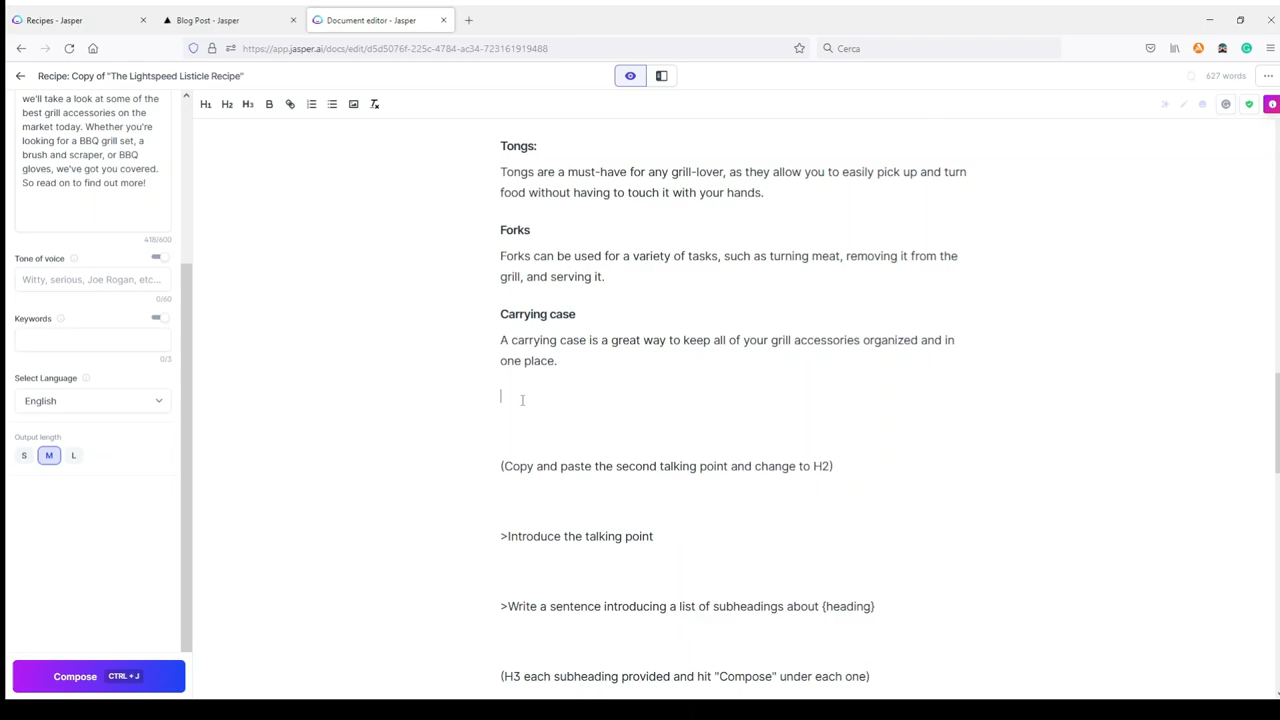 Recipes - Jasper
Blog Post - Jasper
Document editor - Jasper
https://app.jasper.ai/docs/edit/d5d5076f-225c-4784-ac34-723161919488
Cerca
Recipe: Copy of "The Lightspeed Listicle Recipe"
627 words
H1 H2 H3 B
we'll take a look at some of the
best grill accessories on the
market today. Whether you're
looking for a BBQ grill set, a
brush and scraper, or BBQ
gloves, we've got you covered.
So read on to find out more!
418/600
Tone of voice
Witty, serious, Joe Rogan, etc...
0/60
Keywords
0/3
Select Language
English
Output length
S M L
Compose CTRL + J
Tongs:
Tongs are a must-have for any grill-lover, as they allow you to easily pick up and turn
food without having to touch it with your hands.
Forks
Forks can be used for a variety of tasks, such as turning meat, removing it from the
grill, and serving it.
Carrying case
A carrying case is a great way to keep all of your grill accessories organized and in
one place.
(Copy and paste the second talking point and change to H2)
>Introduce the talking point
>Write a sentence introducing a list of subheadings about {heading}
(H3 each subheading provided and hit "Compose" under each one)